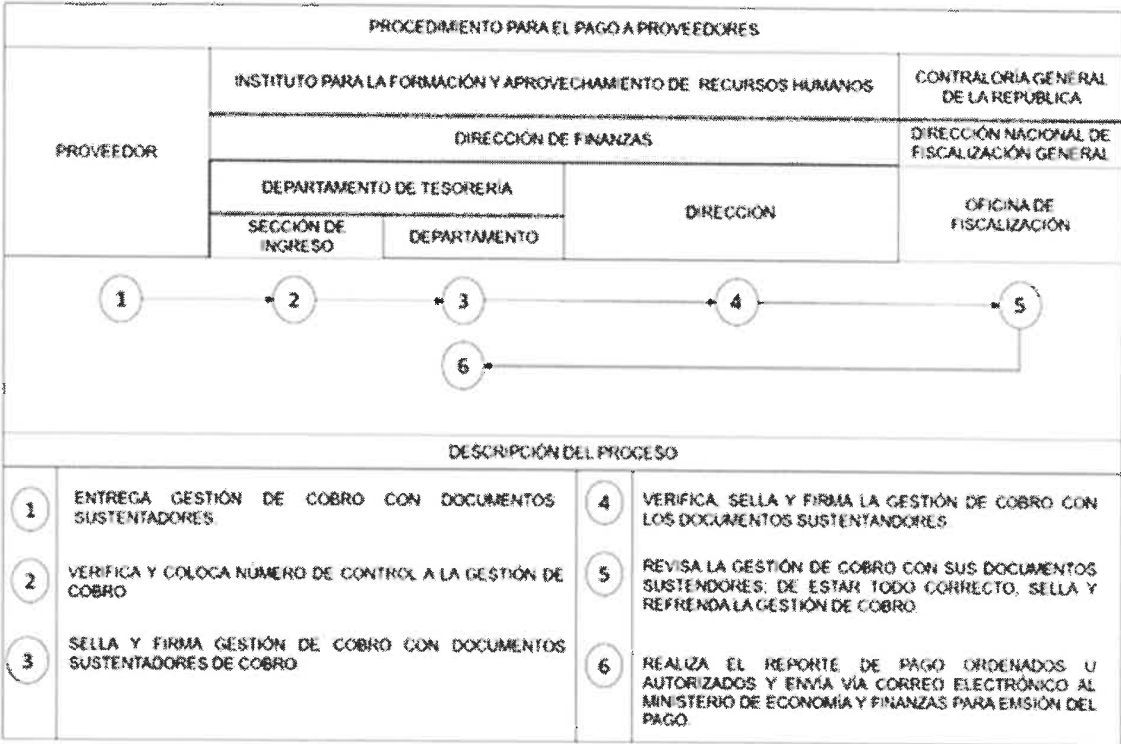 PROCEDIMIENTO PARA EL PAGO A PROVEEDORES
PROVEEDOR
INSTITUTO PARA LA FORMACIÓN Y APROVECHAMIENTO DE RECURSOS HUMANOS
CONTRALORÍA GENERAL
DE LA REPÚBLICA
DIRECCIÓN DE FINANZAS
DIRECCIÓN NACIONAL DE
FISCALIZACIÓN GENERAL
DEPARTAMENTO DE TESORERÍA
DIRECCIÓN
OFICINA DE
FISCALIZACIÓN
SECCIÓN DE
INGRESO
DEPARTAMENTO
1
2
3
4
5
6
DESCRIPCIÓN DEL PROCESO
1
ENTREGA GESTIÓN DE COBRO CON DOCUMENTOS
SUSTENTADORES.
2
VERIFICA Y COLOCA NÚMERO DE CONTROL A LA GESTIÓN DE
COBRO
3
SELLA Y FIRMA GESTIÓN DE COBRO CON DOCUMENTOS
SUSTENTADORES DE COBRO
4
VERIFICA, SELLA Y FIRMA LA GESTIÓN DE COBRO CON
LOS DOCUMENTOS SUSTENTANDORES
5
REVISA LA GESTIÓN DE COBRO CON SUS DOCUMENTOS
SUSTENDORES; DE ESTAR TODO CORRECTO, SELLA Y
REFRENDA LA GESTIÓN DE COBRO
6
REALIZA EL REPORTE DE PAGO ORDENADOS U
AUTORIZADOS Y ENVÍA VÍA CORREO ELECTRÓNICO AL
MINISTERIO DE ECONOMÍA Y FINANZAS PARA EMSIÓN DEL
PAGO.